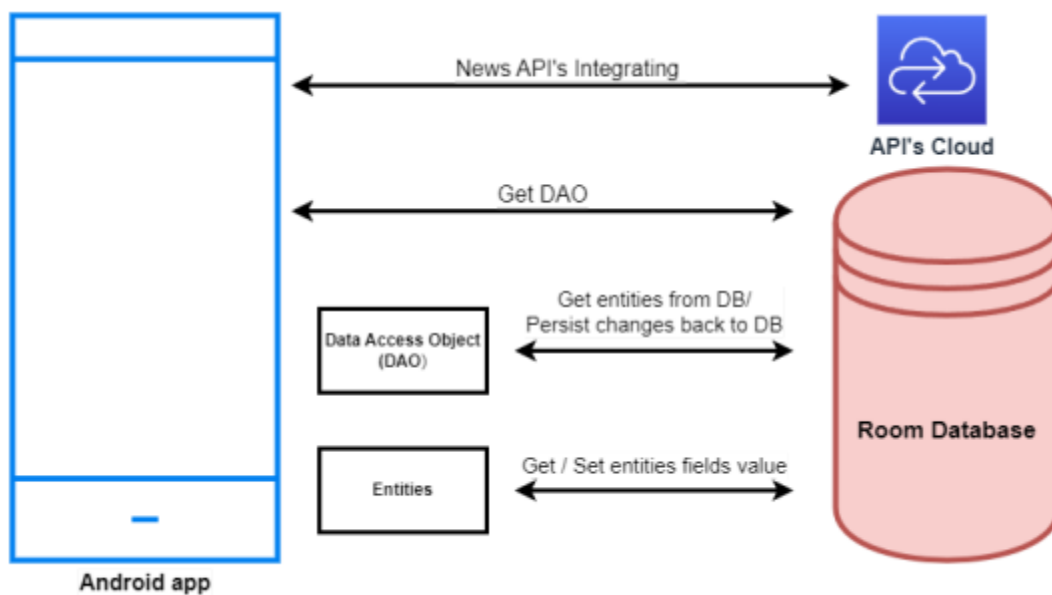 News API's Integrating
API's Cloud
Get DAO
Get entities from DB/
Persist changes back to DB
Data Access Object
(DAO)
Room Database
Get / Set entities fields value
Entities
Android app